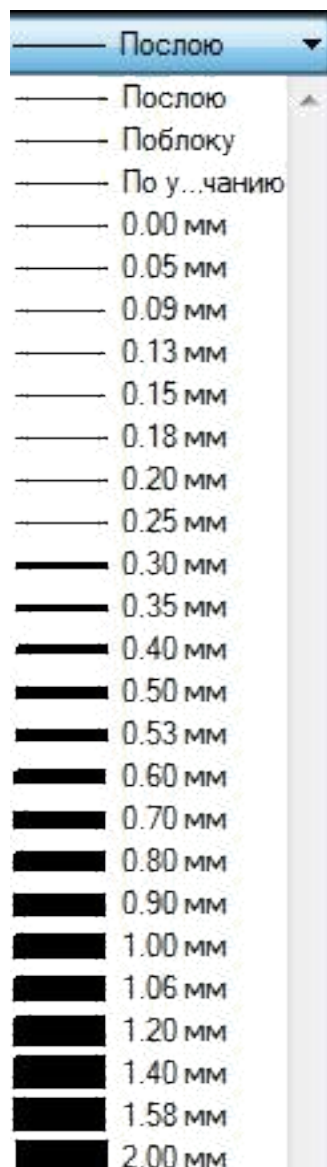 Послою
Послою
Поблоку
По у...чанию
0.00 мм
0.05 мм
0.09 мм
0.13 мм
0.15 мм
0.18 мм
0.20 мм
0.25 мм
0.30 мм
0.35 мм
0.40 мм
0.50 мм
0.53 мм
0.60 мм
0.70 мм
0.80 мм
0.90 мм
1.00 мм
1.06 мм
1.20 мм
1.40 мм
1.58 мм
2.00 мм